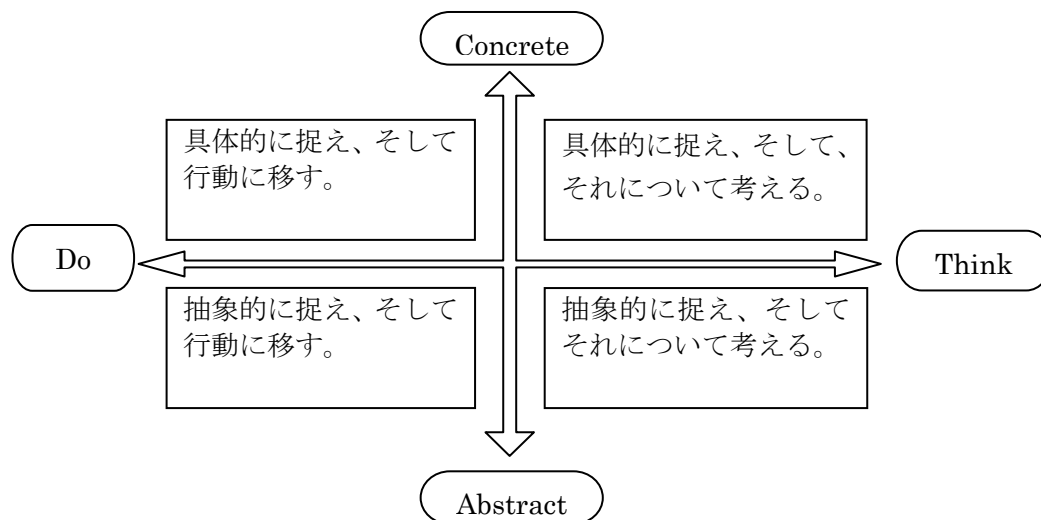 Concrete
具体的に捉え、そして
行動に移す。
具体的に捉え、そして、
それについて考える。
Do
Think
抽象的に捉え、そして
行動に移す。
抽象的に捉え、そして
それについて考える。
Abstract